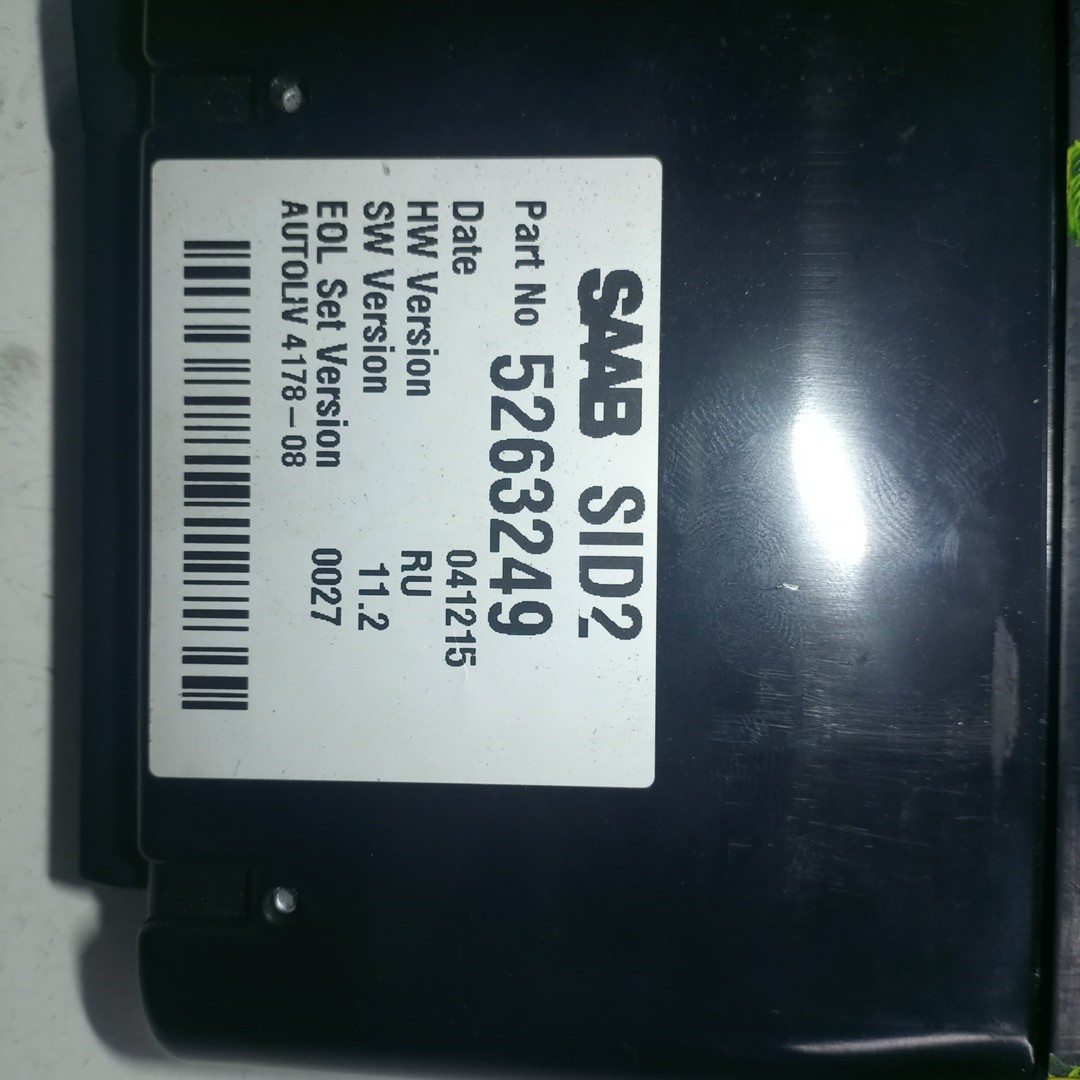 SAAB SID2
Part No 5263249
Date 041215
HW Version RU
SW Version 11.2
EOL Set Version 0027
AUTOLIV 4178-08